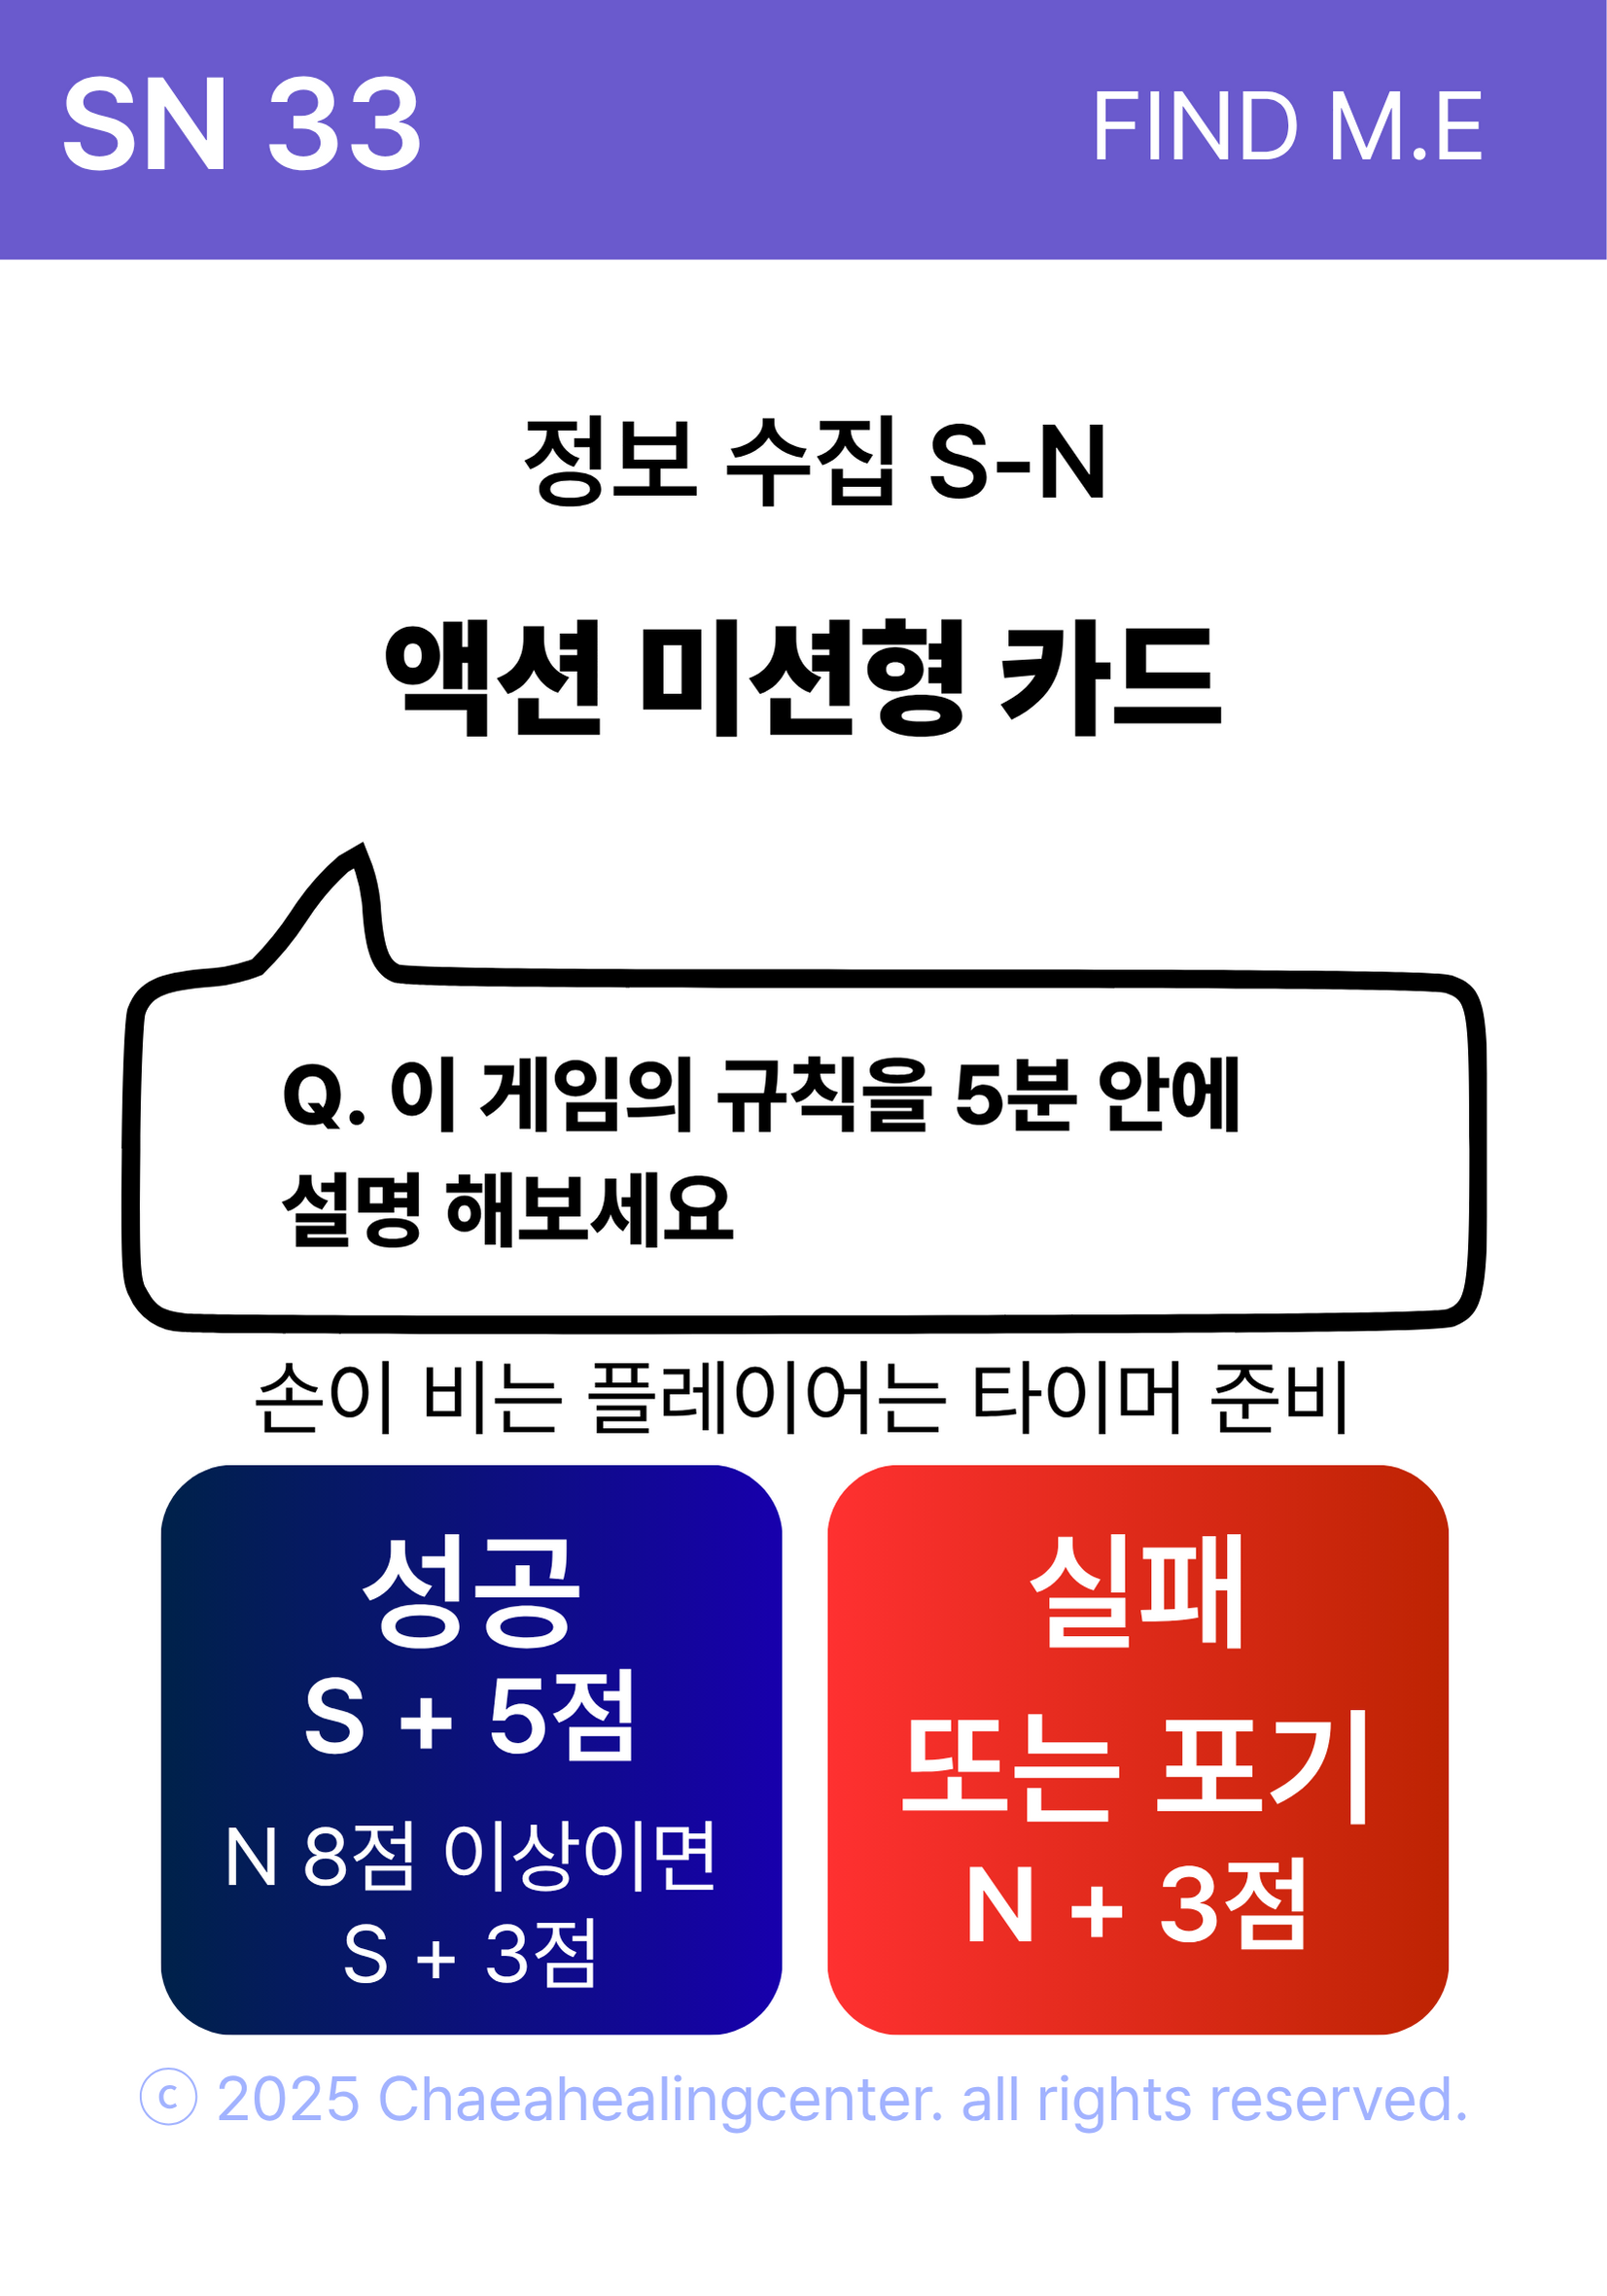 SN 33
FIND M.E
정보 수집 S-N
액션 미션형 카드
Q. 이 게임의 규칙을 5분 안에
설명 해보세요
손이 비는 플레이어는 타이머 준비
성공
S + 5점
N 8점 이상이면
S + 3점
실패
또는 포기
N + 3점
© 2025 Chaeahealingcenter. all rights reserved.